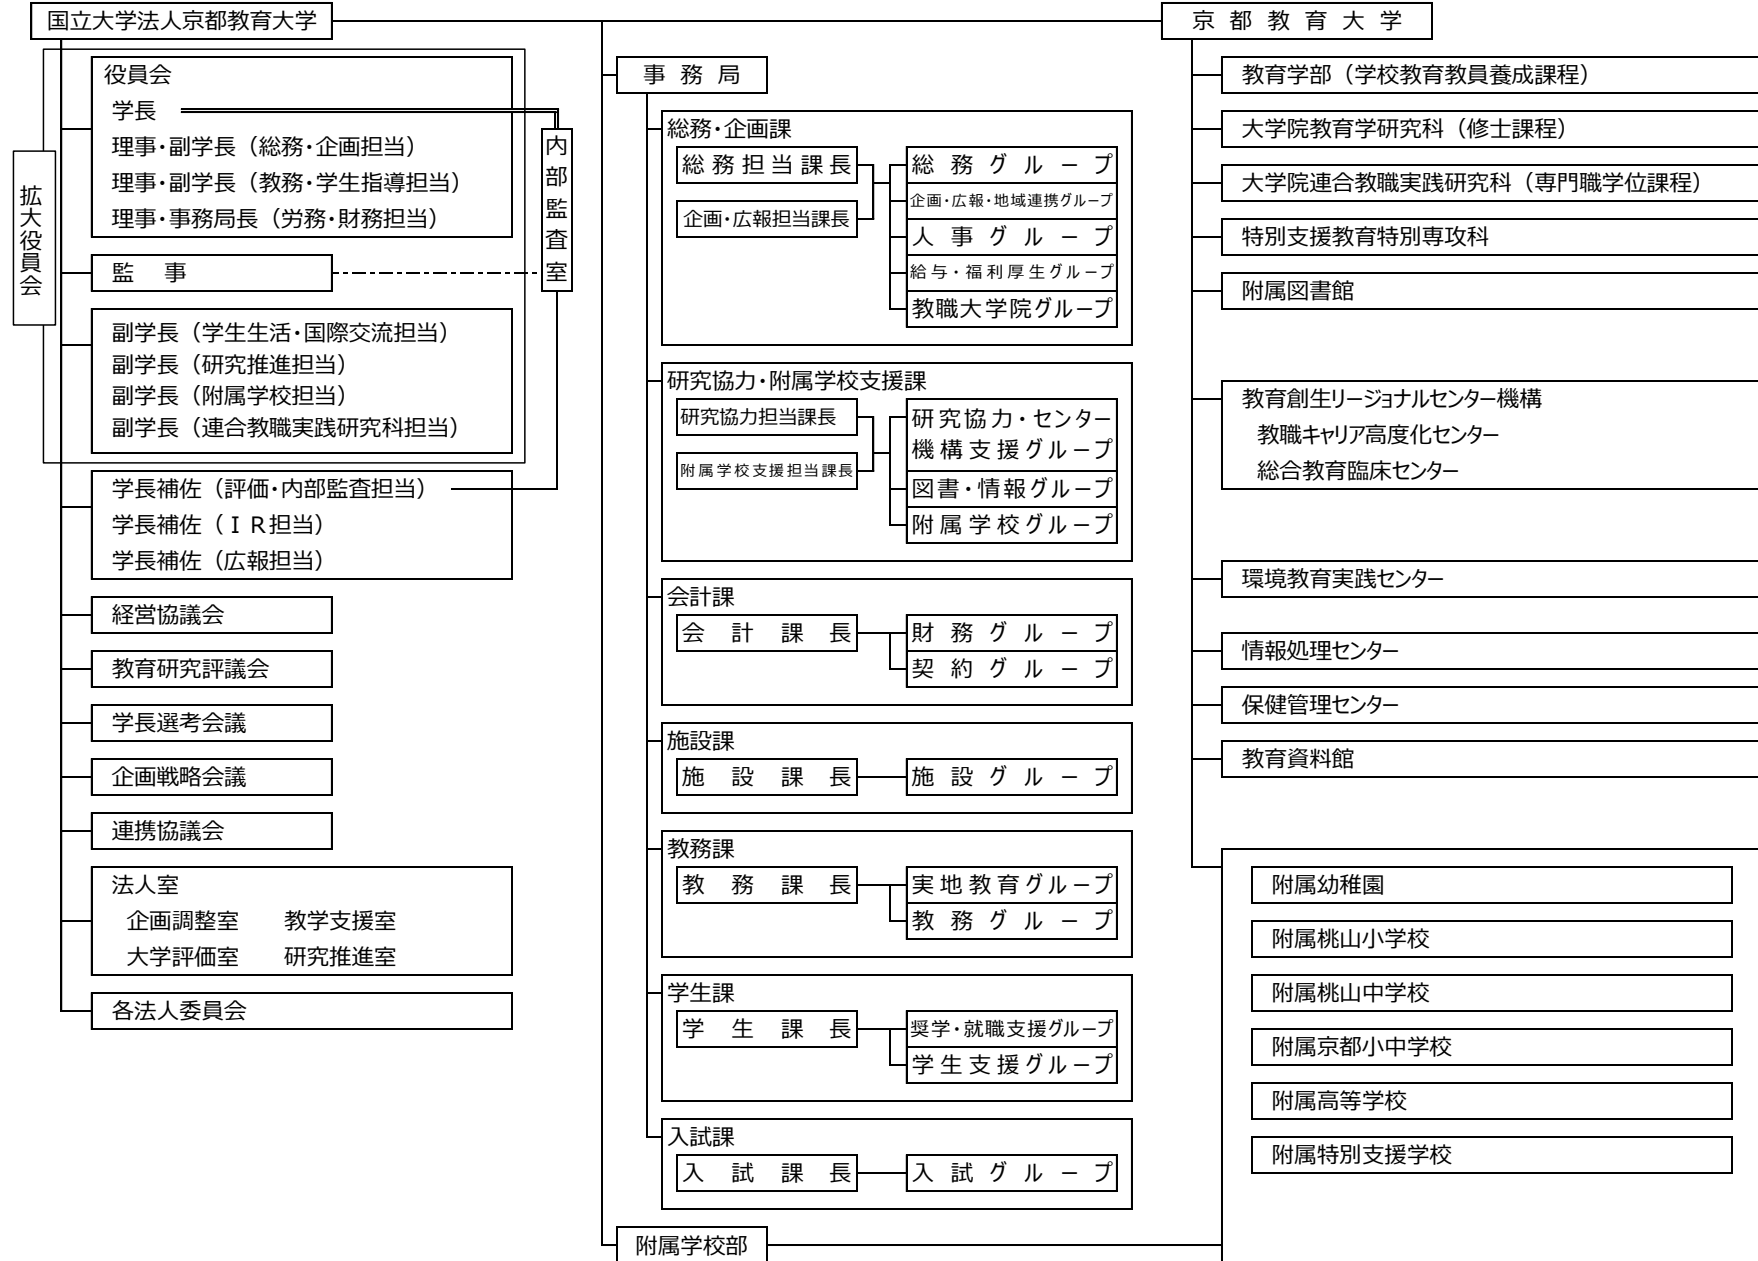 国立大学法人京都教育大学
拡大役員会
役員会
学長
理事・副学長（総務・企画担当）
理事・副学長（教務・学生指導担当）
理事・事務局長（労務・財務担当）
内部監査室
監　事
副学長（学生生活・国際交流担当）
副学長（研究推進担当）
副学長（附属学校担当）
副学長（連合教職実践研究科担当）
学長補佐（評価・内部監査担当）
学長補佐（ＩＲ担当）
学長補佐（広報担当）
経営協議会
教育研究評議会
学長選考会議
企画戦略会議
連携協議会
法人室
企画調整室　　教学支援室
大学評価室　　研究推進室
各法人委員会
事務局
総務・企画課
総務担当課長
企画・広報担当課長
総務グループ
企画・広報・地域連携グループ
人事グループ
給与・福利厚生グループ
教職大学院グループ
研究協力・附属学校支援課
研究協力担当課長
附属学校支援担当課長
研究協力・センター
機構支援グループ
図書・情報グループ
附属学校グループ
会計課
会計課長
財務グループ
契約グループ
施設課
施設課長
施設グループ
教務課
教務課長
実地教育グループ
教務グループ
学生課
学生課長
奨学・就職支援グループ
学生支援グループ
入試課
入試課長
入試グループ
附属学校部
京都教育大学
教育学部（学校教育教員養成課程）
大学院教育学研究科（修士課程）
大学院連合教職実践研究科（専門職学位課程）
特別支援教育特別専攻科
附属図書館
教育創生リージョナルセンター機構
教職キャリア高度化センター
総合教育臨床センター
環境教育実践センター
情報処理センター
保健管理センター
教育資料館
附属幼稚園
附属桃山小学校
附属桃山中学校
附属京都小中学校
附属高等学校
附属特別支援学校